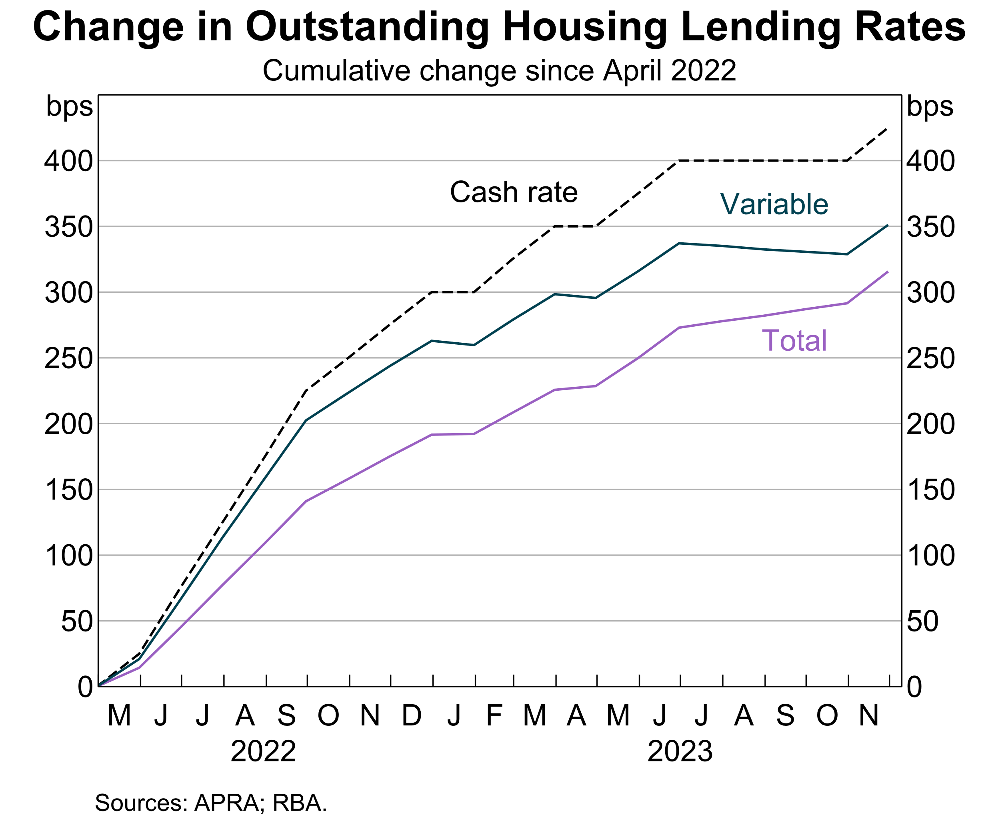 Change in Outstanding Housing Lending Rates
Cumulative change since April 2022
bps bps
400 400
Cash rate
Variable
350 350
300 300
Total
250 250
200 200
150 150
100 100
50 50
0 0
M J J A S O N D J F M A M J J A S O N
2022 2023
Sources: APRA; RBA.